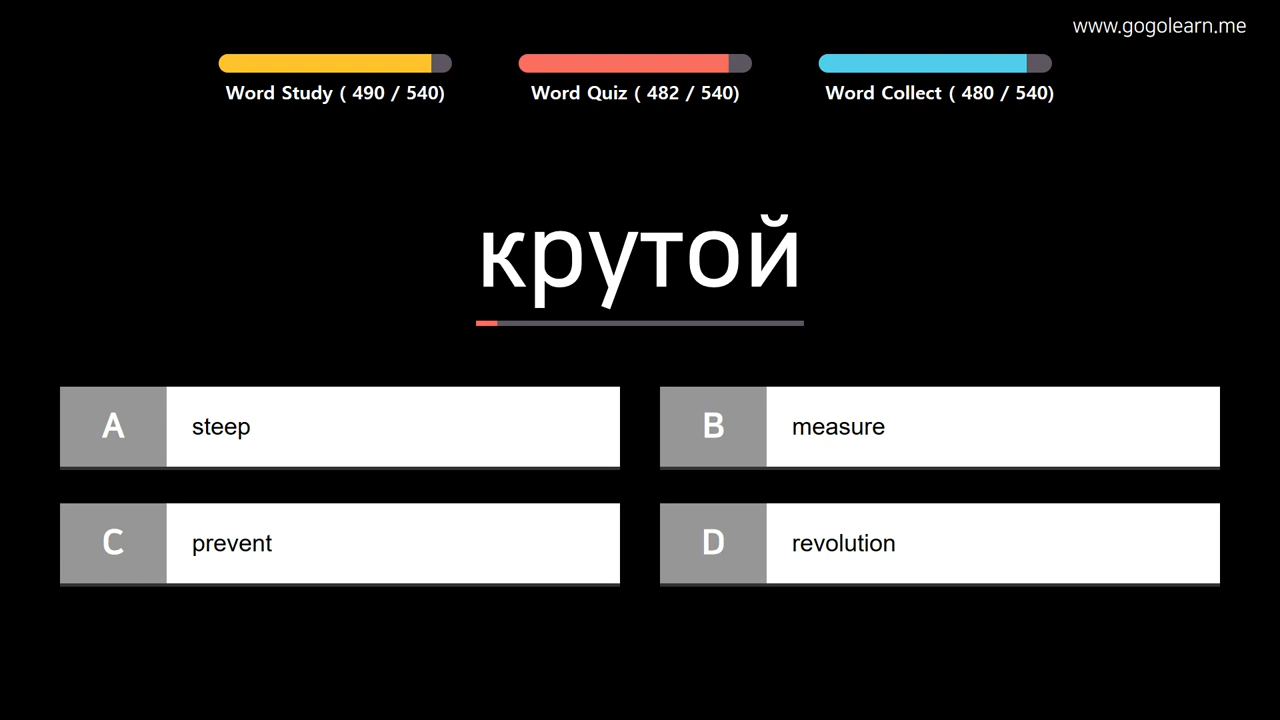 www.gogolearn.me
Word Study ( 490 / 540)
Word Quiz ( 482 / 540)
Word Collect ( 480 / 540)
крутой
A steep
B measure
C prevent
D revolution